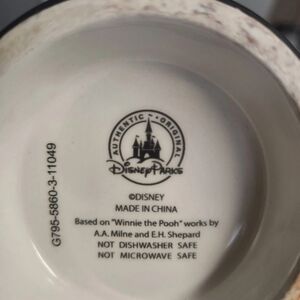 AUTHENTIC · ORIGINAL
Disney Parks
©DISNEY
MADE IN CHINA
Based on "Winnie the Pooh" works by
A.A. Milne and E.H. Shepard
NOT DISHWASHER SAFE
NOT MICROWAVE SAFE
G795-5860-3-11049